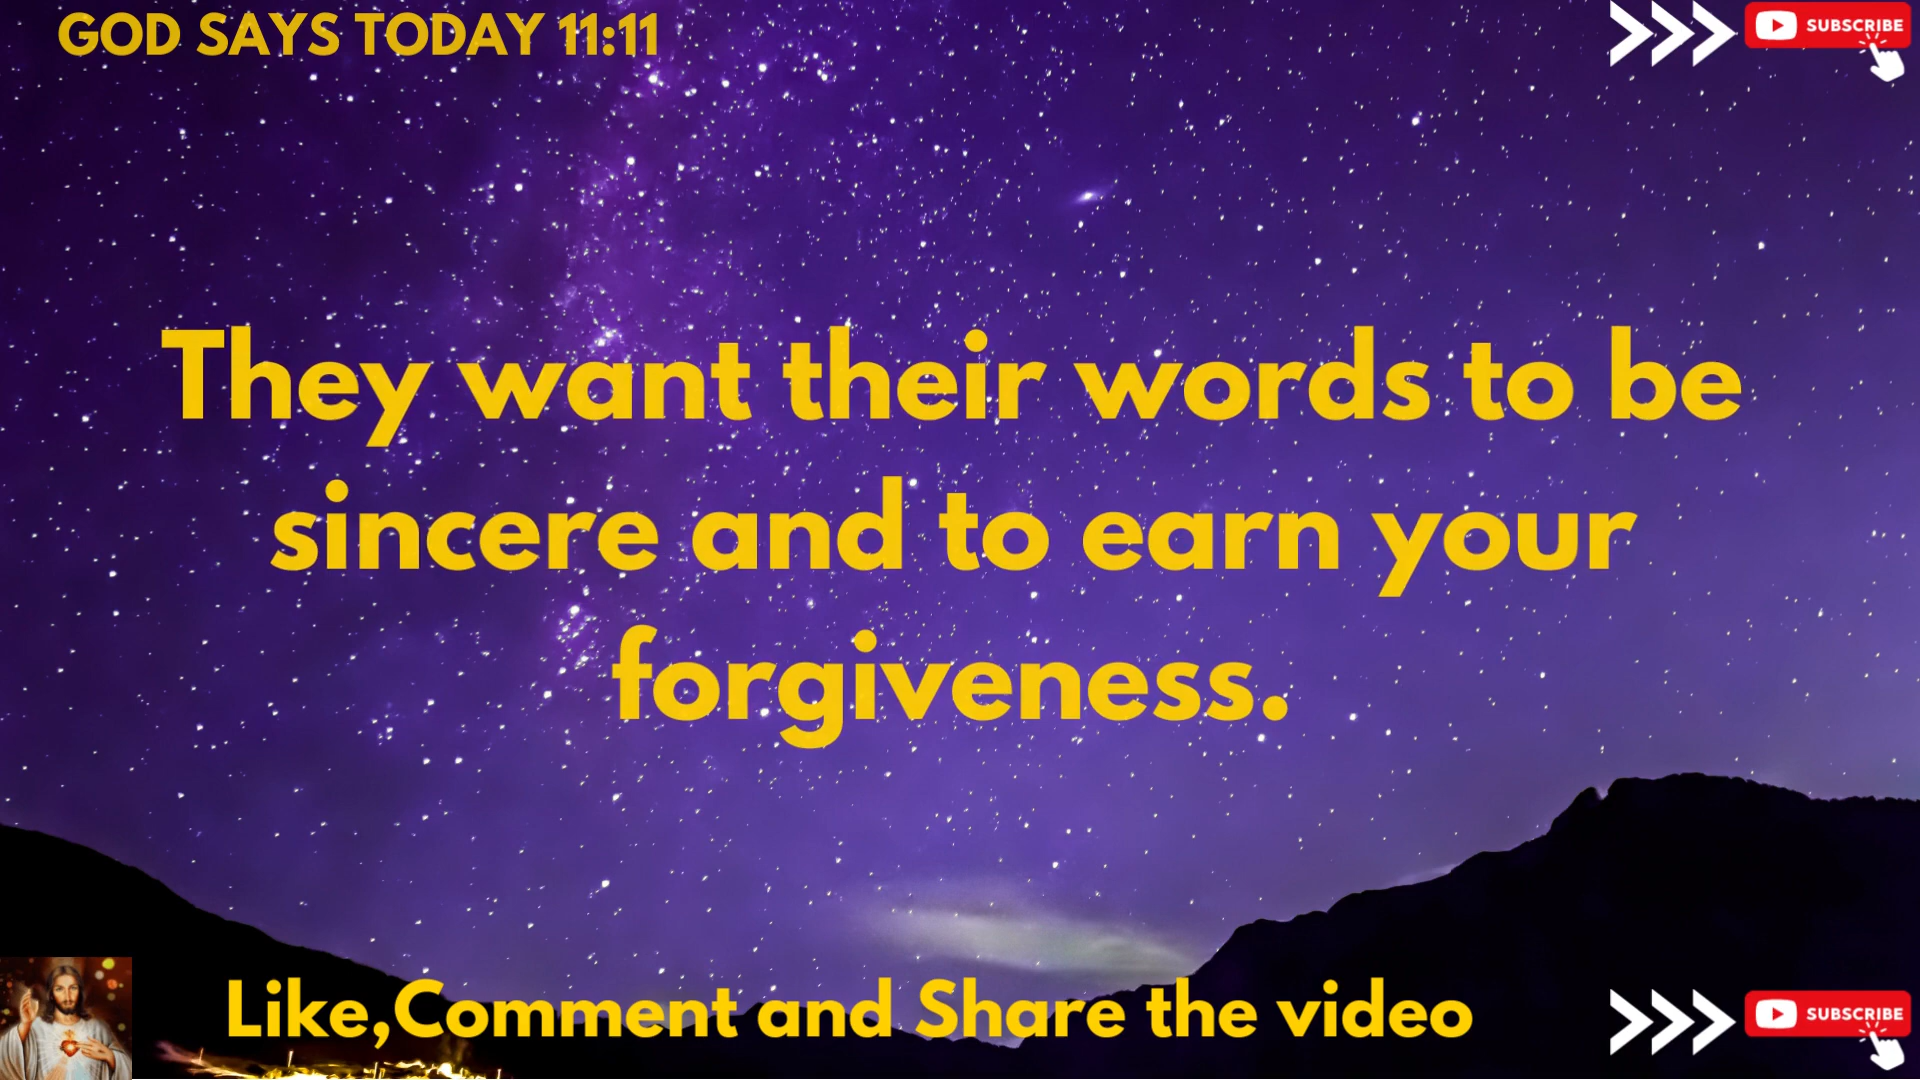 GOD SAYS TODAY 11:11
SUBSCRIBE
They want their words to be
sincere and to earn your
forgiveness.
Like,Comment and Share the video
SUBSCRIBE